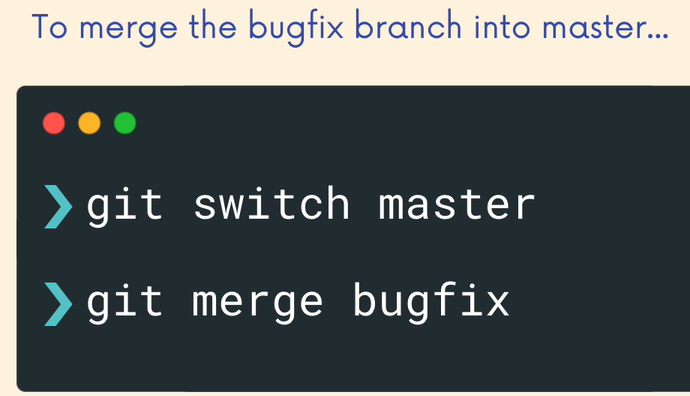 To merge the bugfix branch into master...
❯ git switch master
❯ git merge bugfix